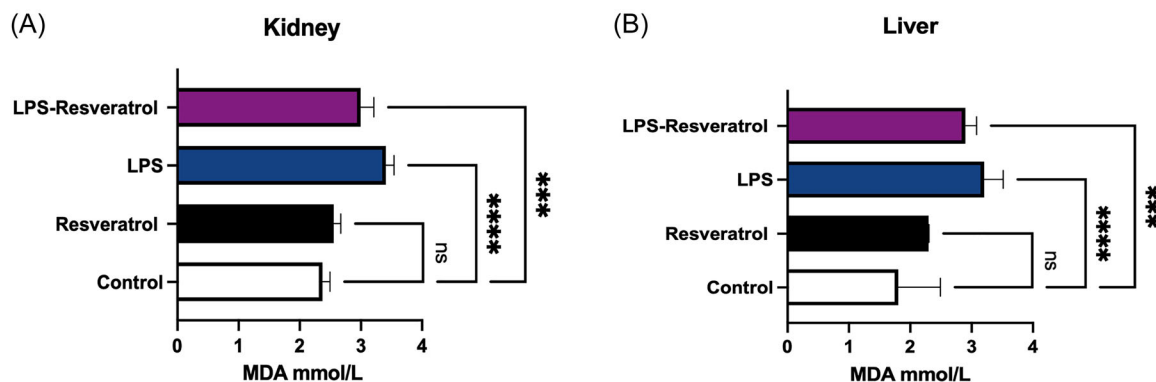 (A)
Kidney
LPS-Resveratrol
LPS
Resveratrol
Control
0 1 2 3 4
MDA mmol/L
ns
****
***
(B)
Liver
LPS-Resveratrol
LPS
Resveratrol
Control
0 1 2 3 4
MDA mmol/L
ns
****
***